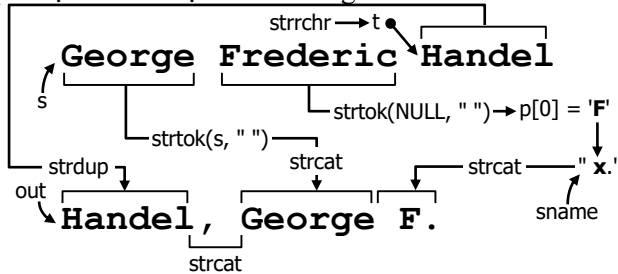 strrchr t
George Frederic Handel
s
strtok(NULL, " ") p[0] = 'F'
strtok(s, " ")
strcat
strdup strcat " x.'
out
Handel, George F.
sname
strcat